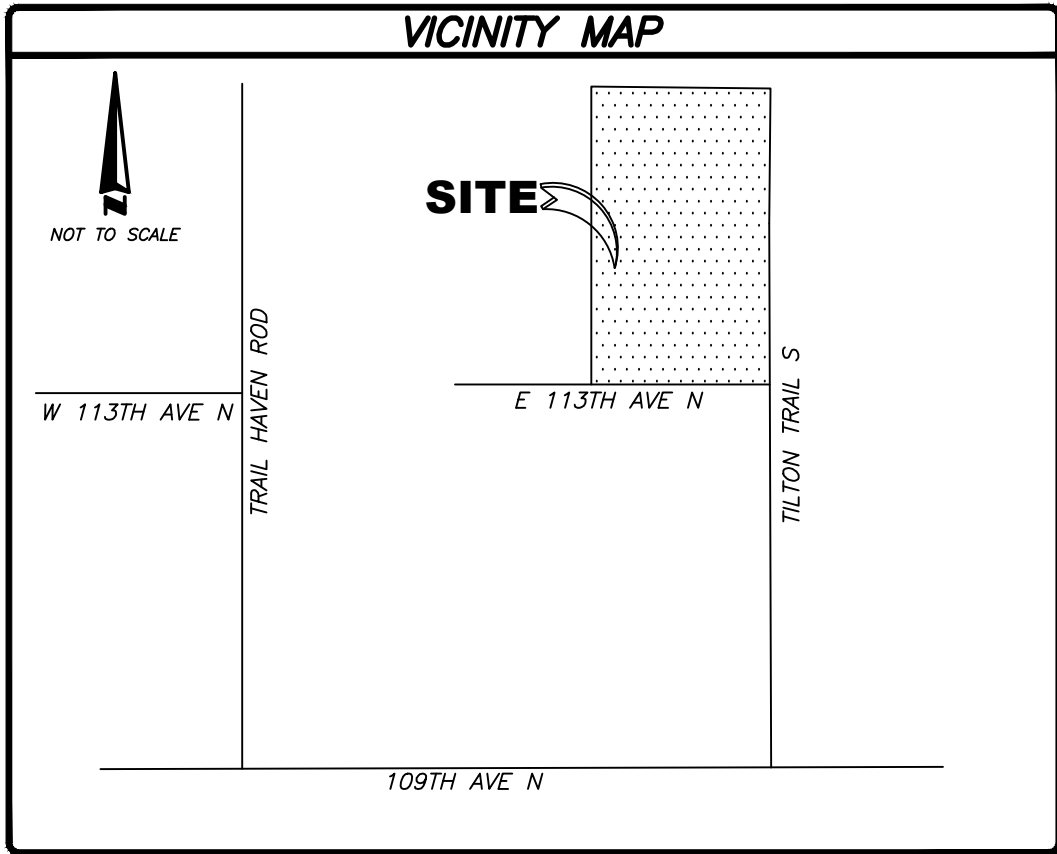 VICINITY MAP
N
NOT TO SCALE
SITE
TRAIL HAVEN ROD
W 113TH AVE N
E 113TH AVE N
TILTON TRAIL S
109TH AVE N